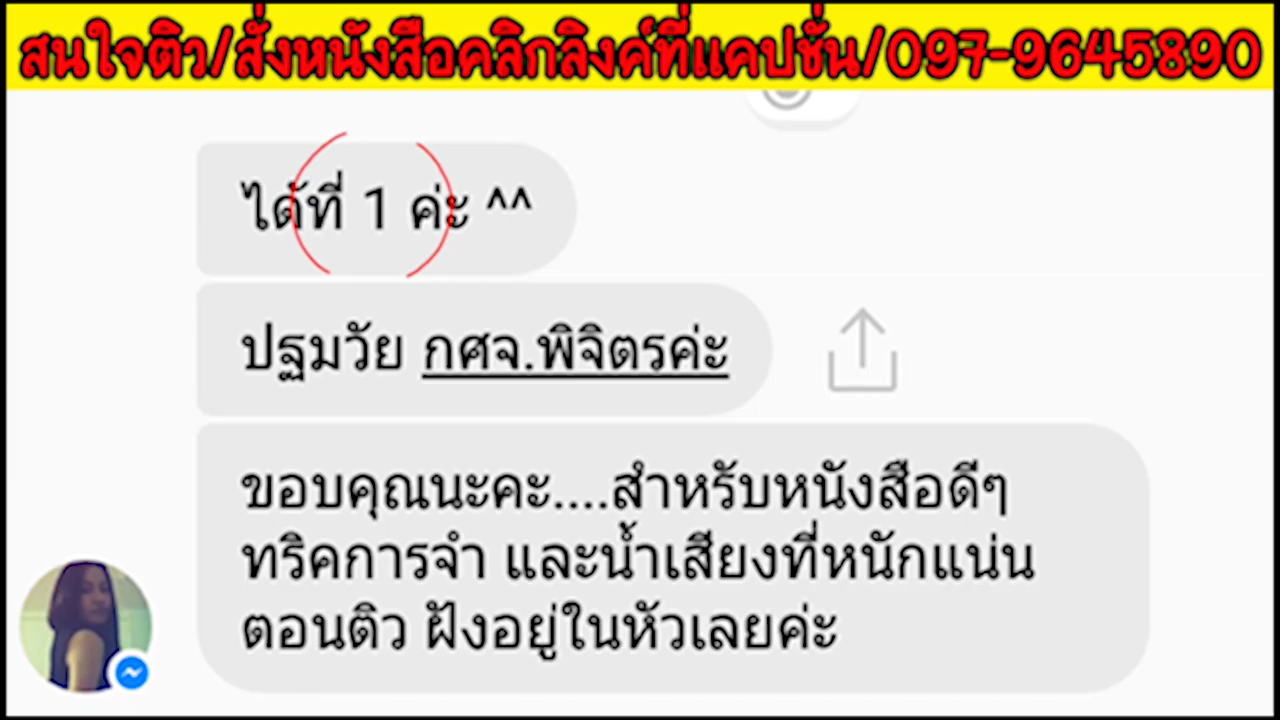 สนใจติว/สั่งหนังสือคลิกลิงค์ที่แคปชั่น/097-9645890
ได้ที่ 1 ค่ะ ^^
ปฐมวัย กศจ.พิจิตรค่ะ
ขอบคุณนะคะ....สำหรับหนังสือดีๆ
ทริคการจำ และน้ำเสียงที่หนักแน่น
ตอนติว ฝังอยู่ในหัวเลยค่ะ